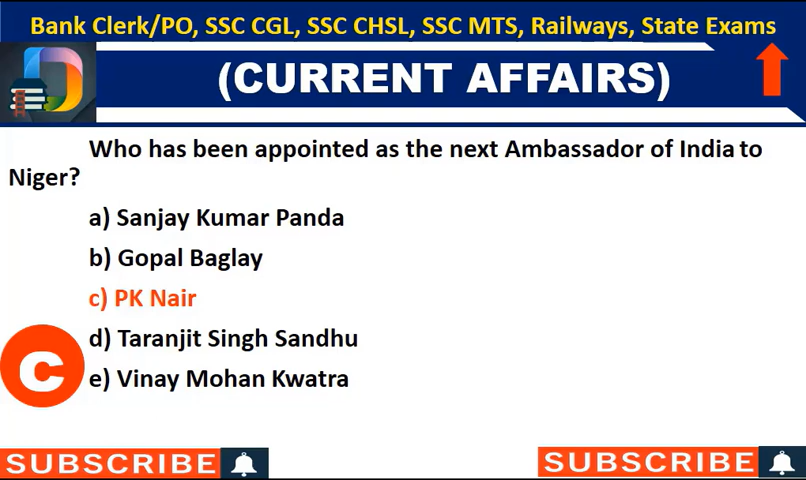 Bank Clerk/PO, SSC CGL, SSC CHSL, SSC MTS, Railways, State Exams
(CURRENT AFFAIRS)
Who has been appointed as the next Ambassador of India to
Niger?
a) Sanjay Kumar Panda
b) Gopal Baglay
c) PK Nair
d) Taranjit Singh Sandhu
C
e) Vinay Mohan Kwatra
SUBSCRIBE
SUBSCRIBE